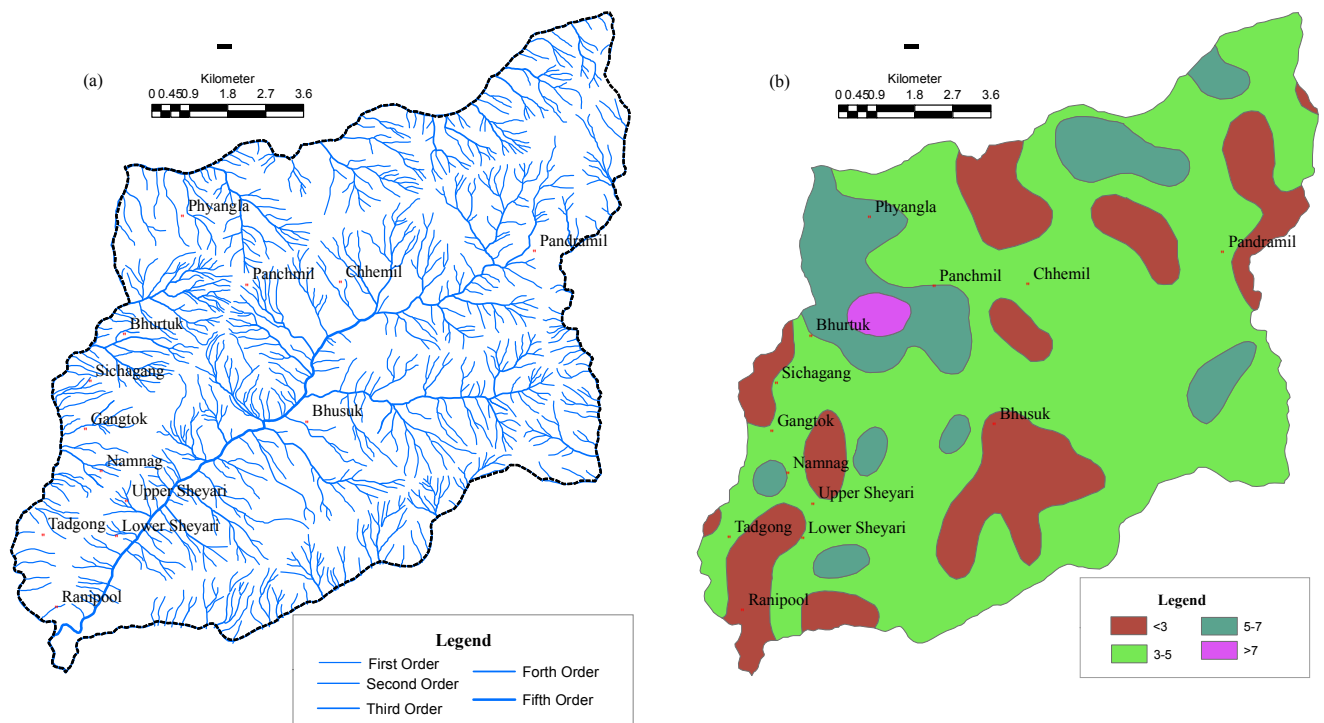 (a)
Kilometer
0 0.45 0.9 1.8 2.7 3.6
Phyangla
Pandramil
Panchmil
Chhemil
Bhurtuk
Sichagang
Gangtok
Bhusuk
Namnag
Upper Sheyari
Tadgong
Lower Sheyari
Ranipool
Legend
First Order
Second Order
Third Order
Forth Order
Fifth Order
(b)
Kilometer
0 0.45 0.9 1.8 2.7 3.6
Phyangla
Pandramil
Panchmil
Chhemil
Bhurtuk
Sichagang
Gangtok
Bhusuk
Namnag
Upper Sheyari
Tadgong
Lower Sheyari
Ranipool
Legend
<3
3-5
5-7
>7